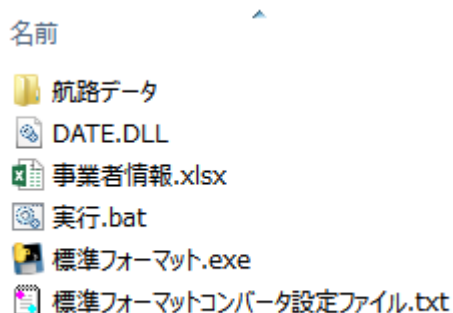 名前
航路データ
DATE.DLL
事業者情報.xlsx
実行.bat
標準フォーマット.exe
標準フォーマットコンバータ設定ファイル.txt